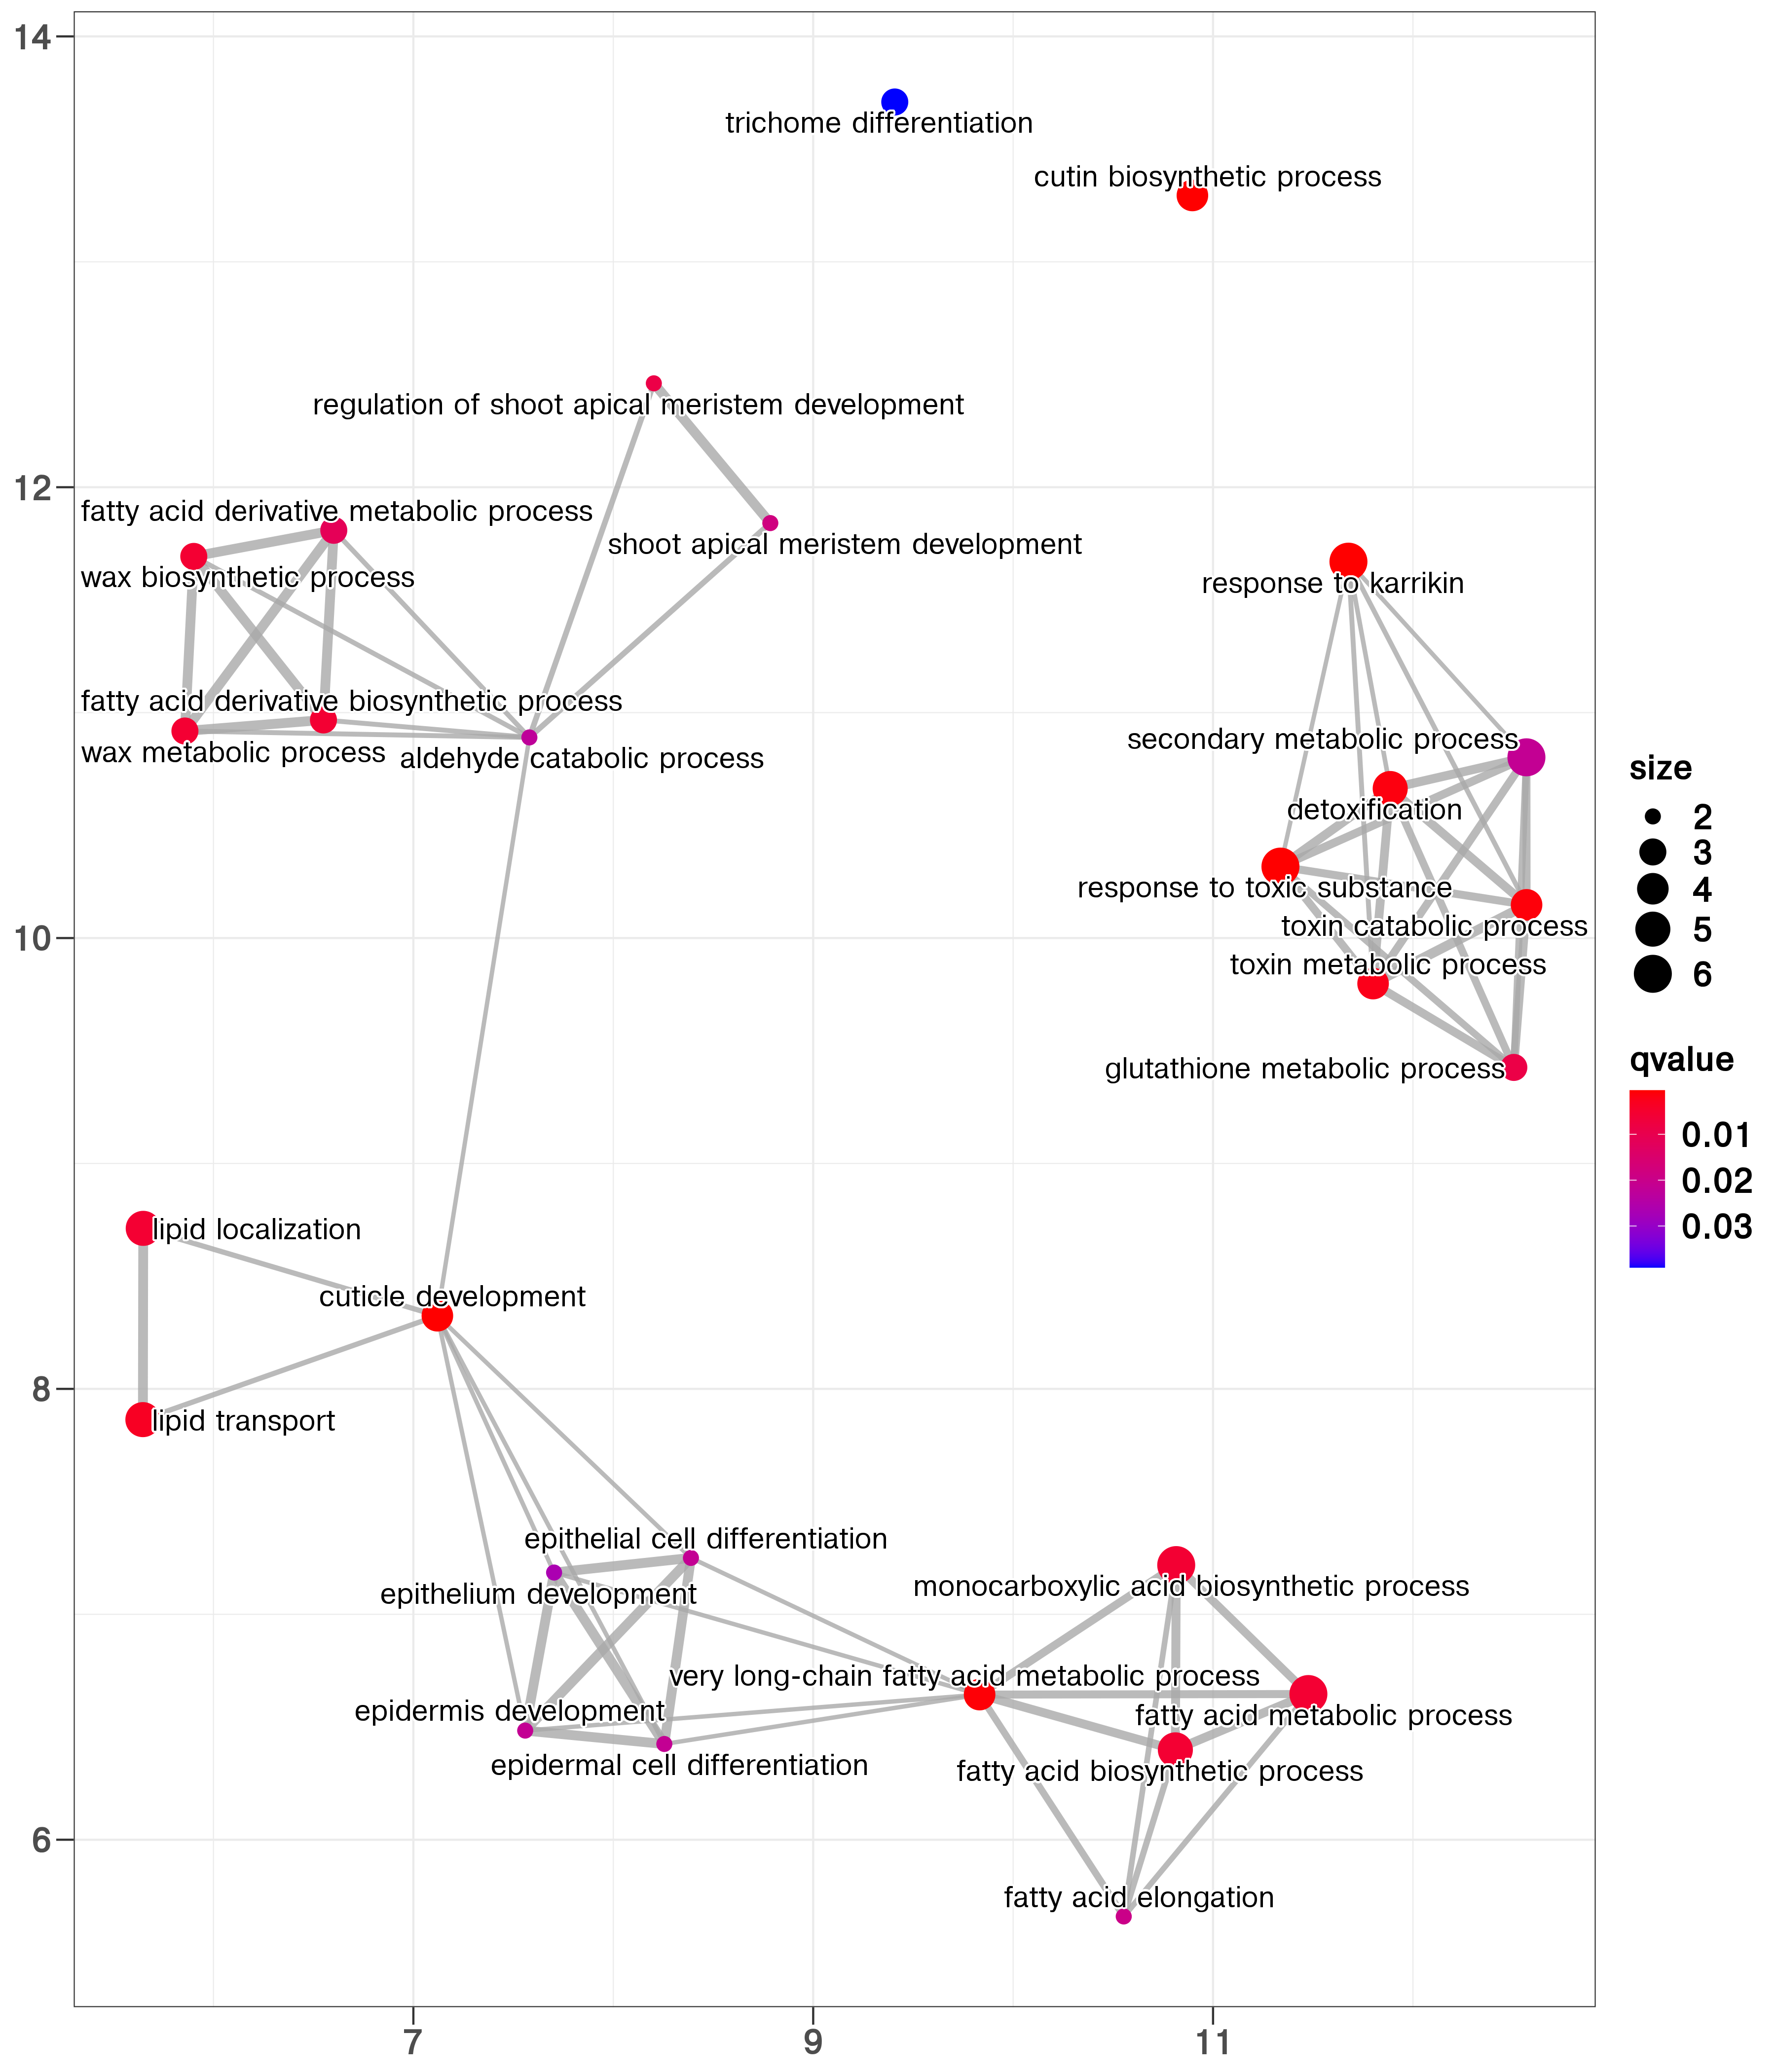 14
trichome differentiation
cutin biosynthetic process
regulation of shoot apical meristem development
12
fatty acid derivative metabolic process
shoot apical meristem development
wax biosynthetic process
response to karrikin
fatty acid derivative biosynthetic process
secondary metabolic process
wax metabolic process
aldehyde catabolic process
detoxification
response to toxic substance
toxin catabolic process
10
toxin metabolic process
glutathione metabolic process
lipid localization
cuticle development
8
lipid transport
epithelial cell differentiation
monocarboxylic acid biosynthetic process
epithelium development
very long-chain fatty acid metabolic process
epidermis development
fatty acid metabolic process
epidermal cell differentiation
fatty acid biosynthetic process
6
fatty acid elongation
7
9
11
size
2
3
4
5
6
qvalue
0.01
0.02
0.03